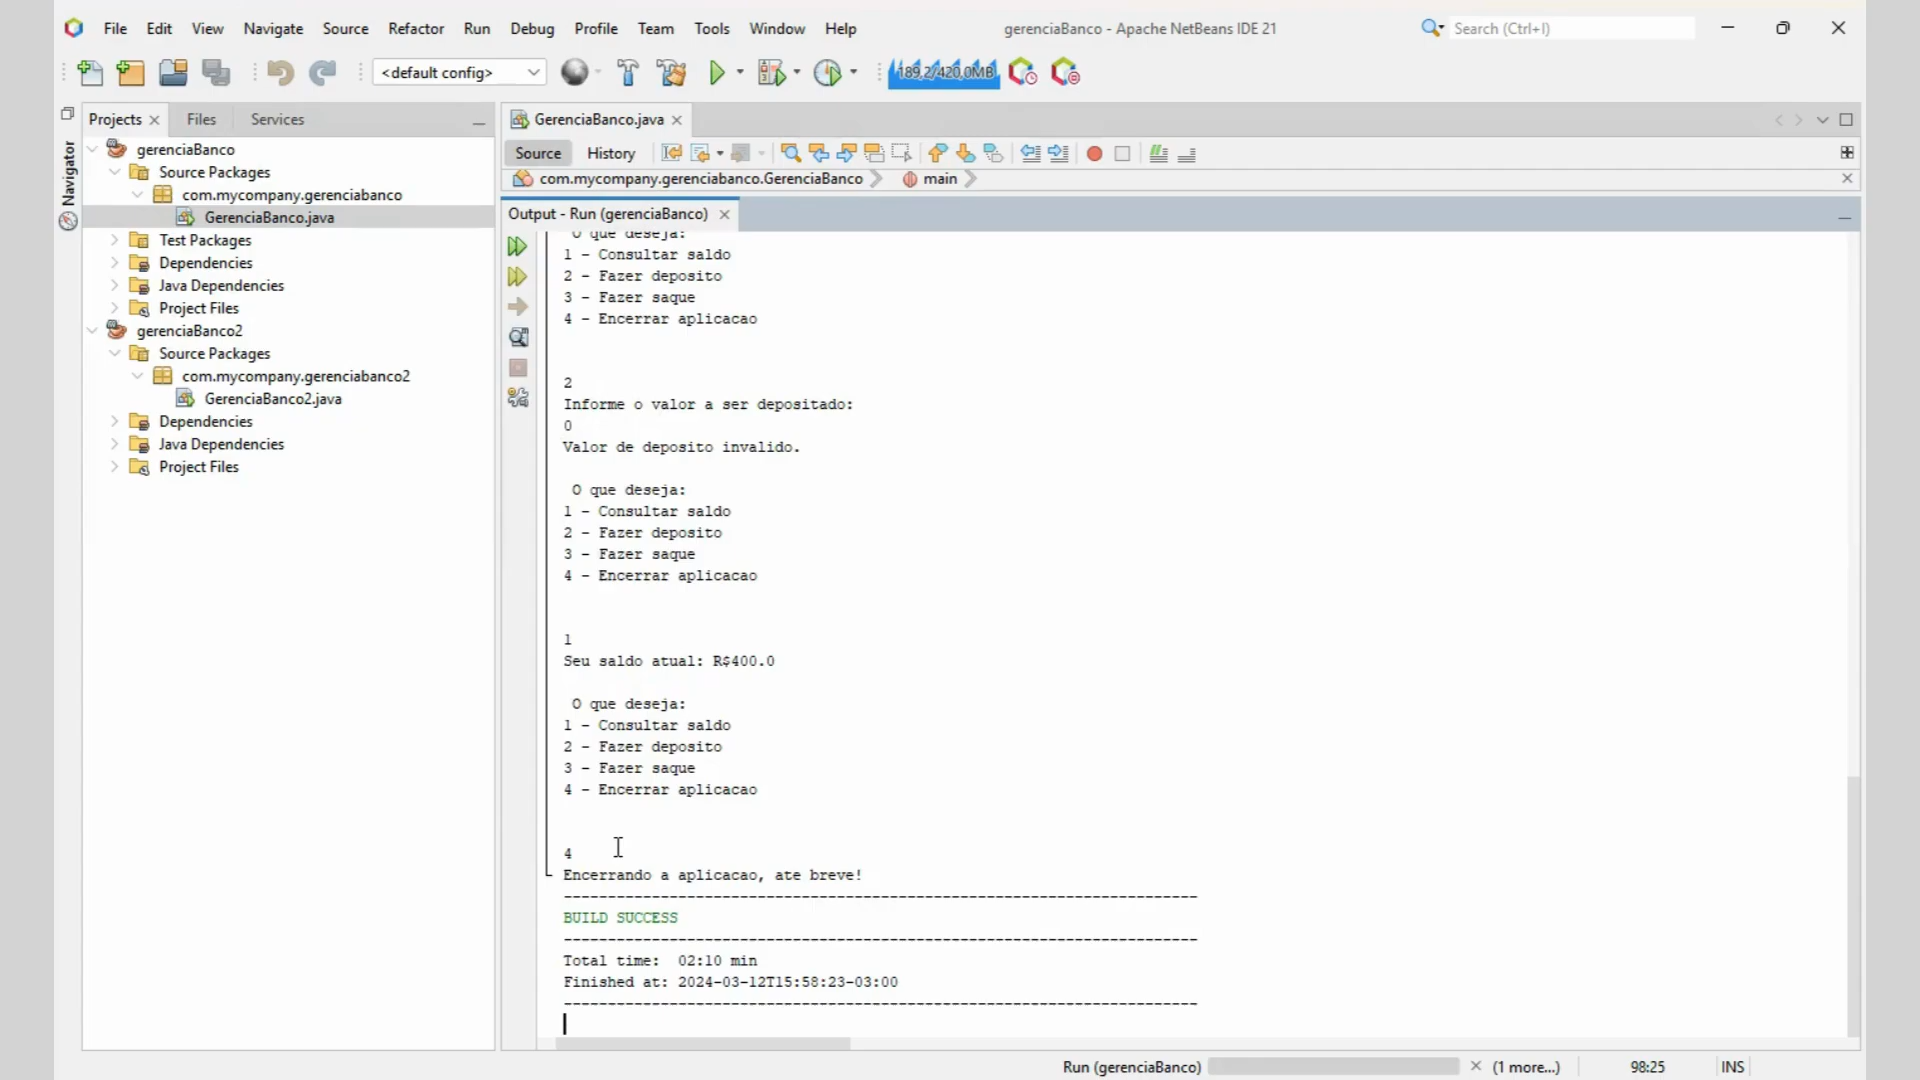 File Edit View Navigate Source Refactor Run Debug Profile Team Tools Window Help gerenciaBanco - Apache NetBeans IDE 21 Search (Ctrl+I)
<default config> 189,2/420,0MB
Projects Files Services
Navigator
gerenciaBanco
Source Packages
com.mycompany.gerenciabanco
GerenciaBanco.java
Test Packages
Dependencies
Java Dependencies
Project Files
gerenciaBanco2
Source Packages
com.mycompany.gerenciabanco2
GerenciaBanco2.java
Dependencies
Java Dependencies
Project Files
GerenciaBanco.java
Source History
com.mycompany.gerenciabanco.GerenciaBanco main
Output - Run (gerenciaBanco)
O que deseja:
1 - Consultar saldo
2 - Fazer deposito
3 - Fazer saque
4 - Encerrar aplicacao
2
Informe o valor a ser depositado:
0
Valor de deposito invalido.
O que deseja:
1 - Consultar saldo
2 - Fazer deposito
3 - Fazer saque
4 - Encerrar aplicacao
1
Seu saldo atual: R$400.0
O que deseja:
1 - Consultar saldo
2 - Fazer deposito
3 - Fazer saque
4 - Encerrar aplicacao
4
Encerrando a aplicacao, ate breve!
------------------------------------------------------------------------
BUILD SUCCESS
------------------------------------------------------------------------
Total time:  02:10 min
Finished at: 2024-03-12T15:58:23-03:00
------------------------------------------------------------------------
Run (gerenciaBanco) (1 more...) 98:25 INS